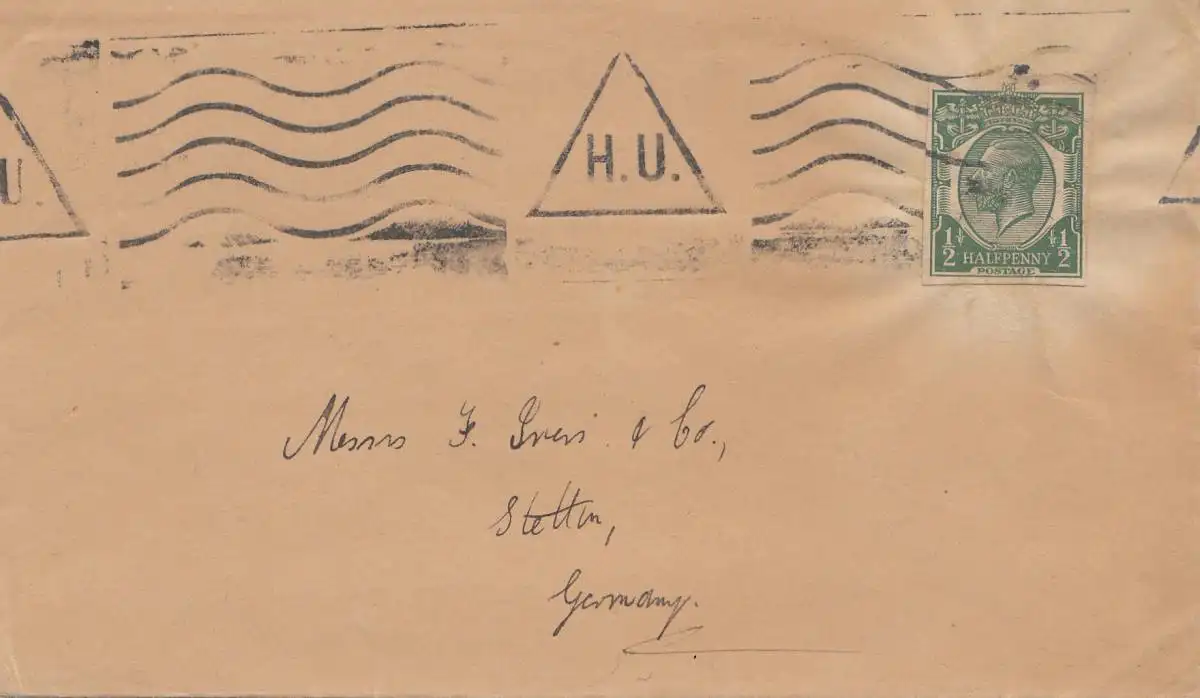 U.
H.U.
½ ½
HALFPENNY
POSTAGE
Messrs F. & Co.,
Stettin,
Germany.